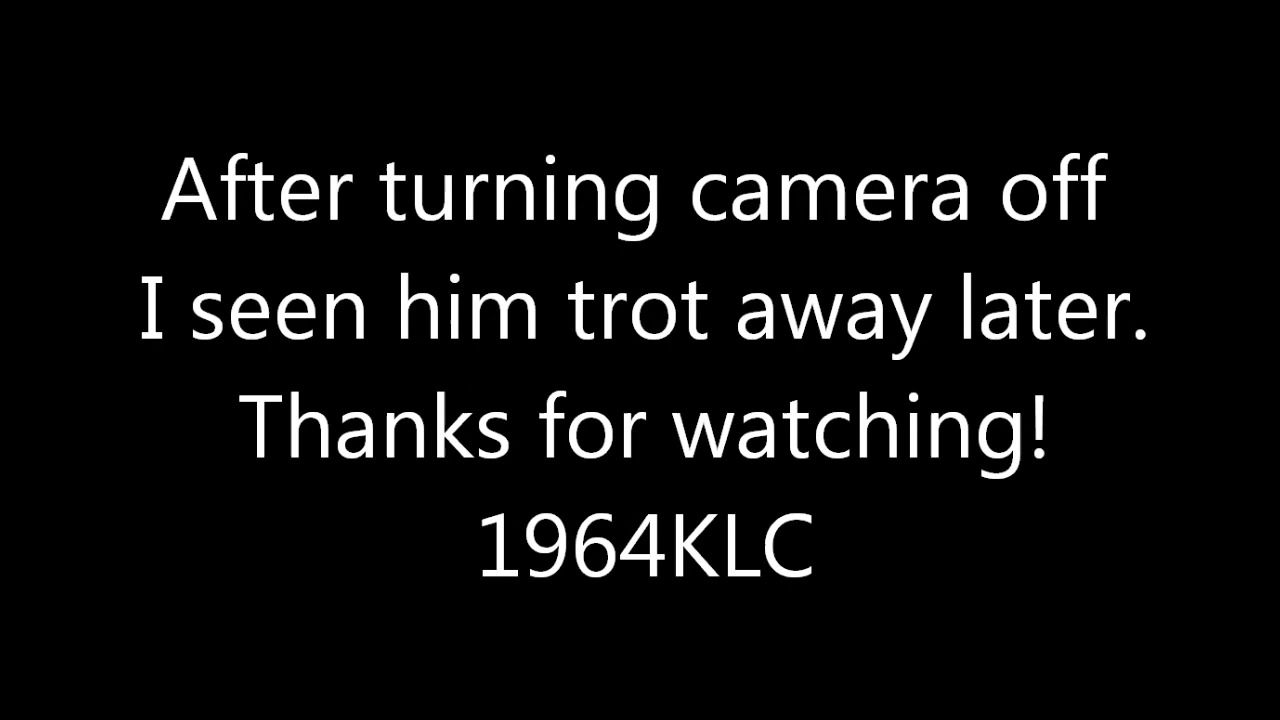 After turning camera off
I seen him trot away later.
Thanks for watching!
1964KLC